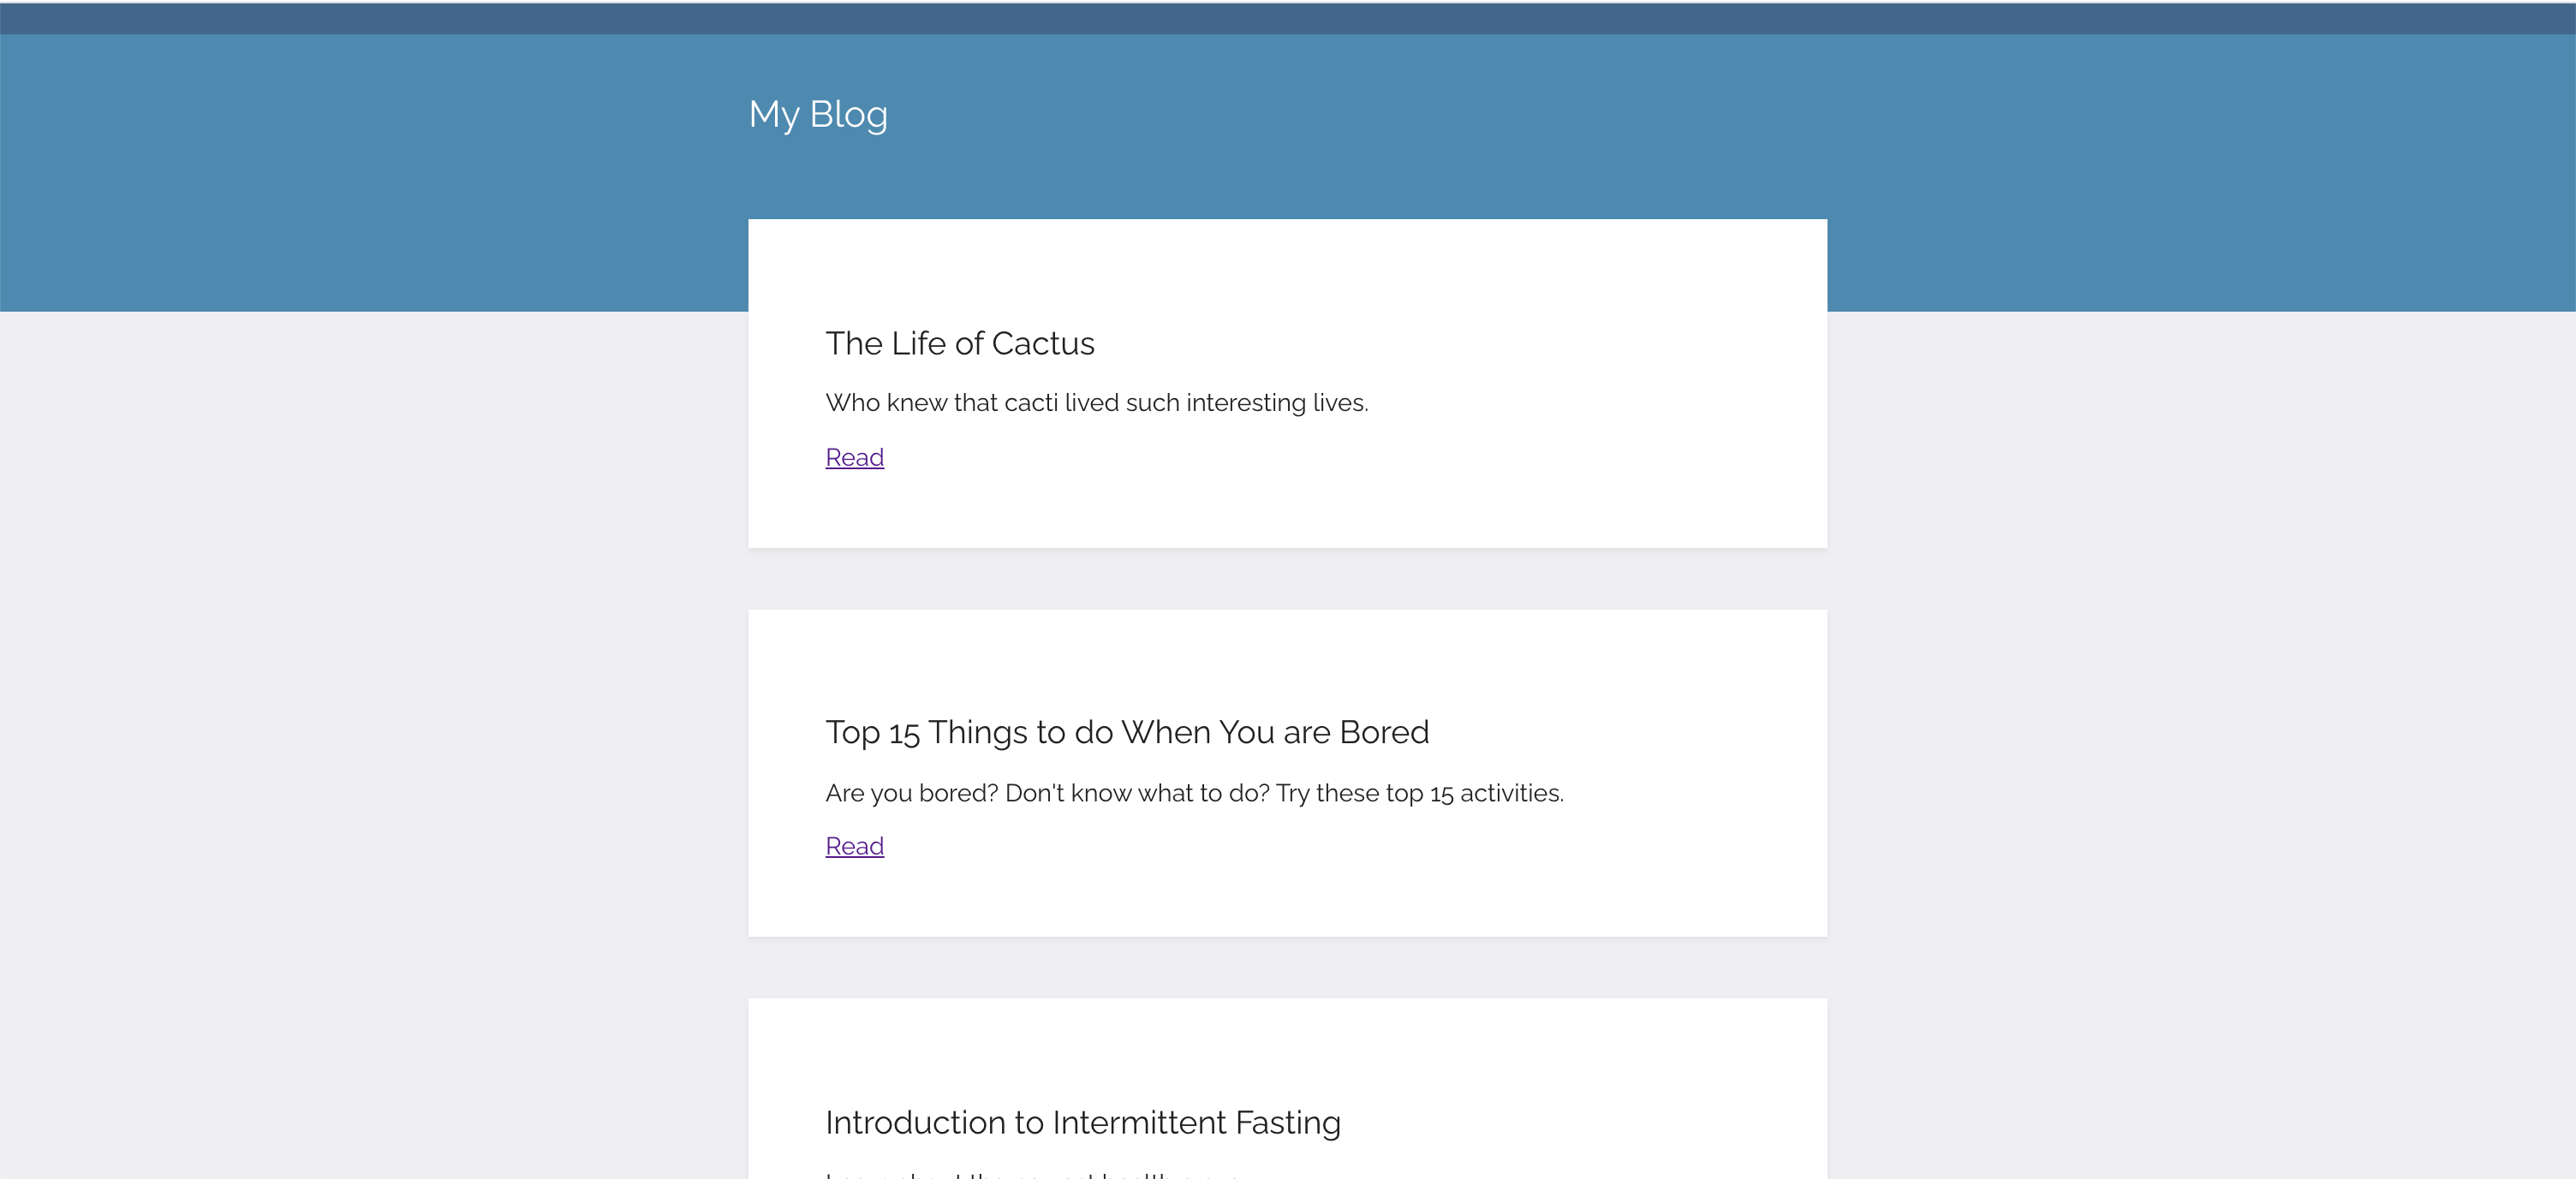 My Blog
The Life of Cactus
Who knew that cacti lived such interesting lives.
Read
Top 15 Things to do When You are Bored
Are you bored? Don't know what to do? Try these top 15 activities.
Read
Introduction to Intermittent Fasting